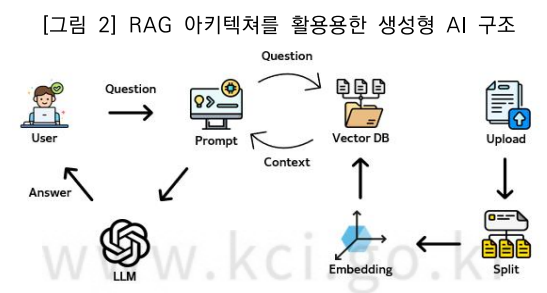 [그림 2] RAG 아키텍쳐를 활용용한 생성형 AI 구조
Question
Question
User
Prompt
Vector DB
Upload
Context
Answer
LLM
Embedding
Split
www.kci.go.kr